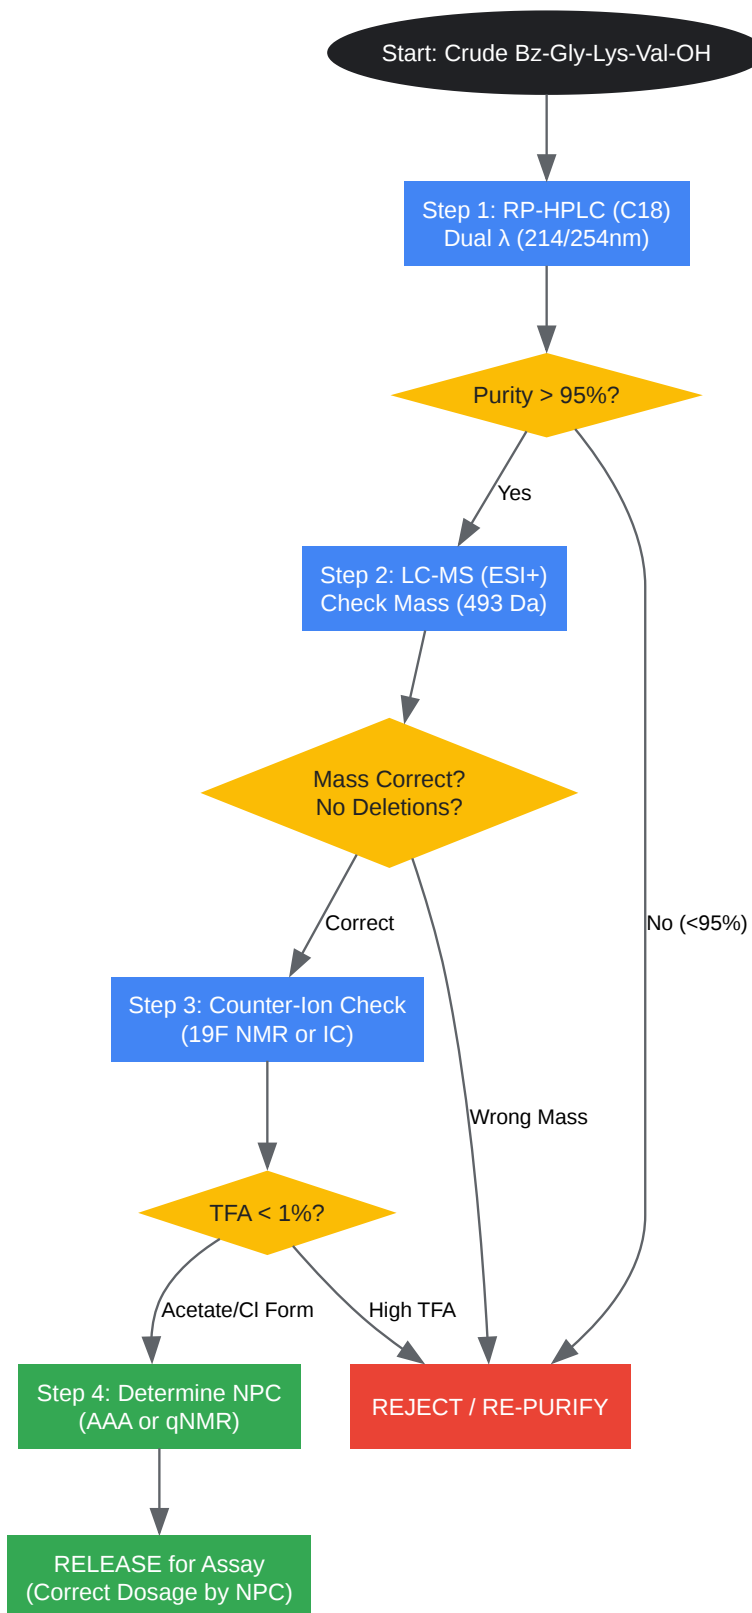 Start: Crude Bz-Gly-Lys-Val-OH
Step 1: RP-HPLC (C18)
Dual λ (214/254nm)
Purity > 95%?
Yes
Step 2: LC-MS (ESI+)
Check Mass (493 Da)
Mass Correct?
No Deletions?
Correct
No (<95%)
Step 3: Counter-Ion Check
(19F NMR or IC)
Wrong Mass
TFA < 1%?
Acetate/Cl Form
High TFA
Step 4: Determine NPC
(AAA or qNMR)
REJECT / RE-PURIFY
RELEASE for Assay
(Correct Dosage by NPC)